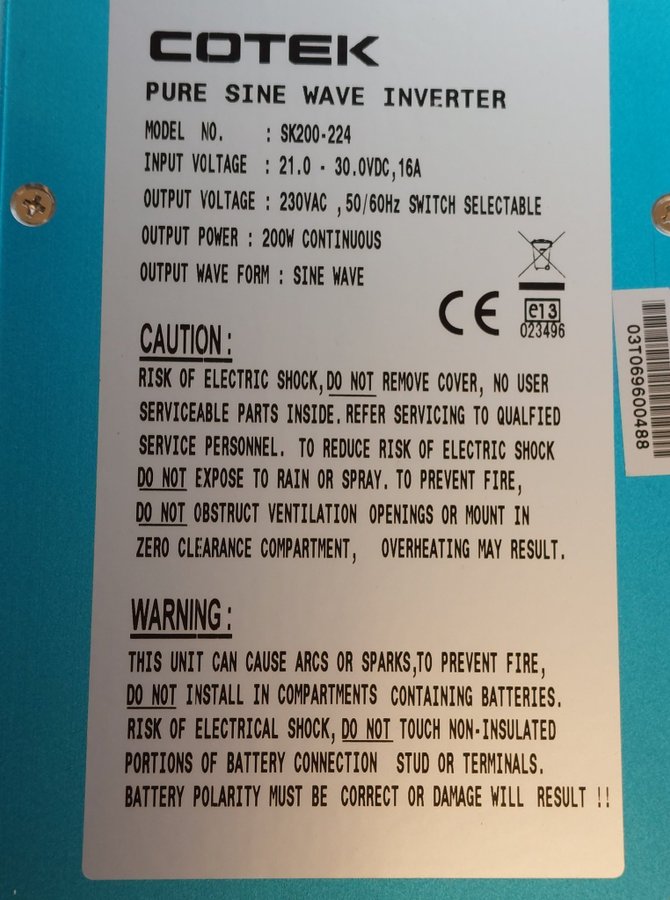 COTEK
PURE SINE WAVE INVERTER
MODEL NO. : SK200-224
INPUT VOLTAGE : 21.0 - 30.0VDC,16A
OUTPUT VOLTAGE : 230VAC ,50/60Hz SWITCH SELECTABLE
OUTPUT POWER : 200W CONTINUOUS
OUTPUT WAVE FORM : SINE WAVE
CE
e13
023496
03T069600488
CAUTION:
RISK OF ELECTRIC SHOCK,DO NOT REMOVE COVER, NO USER
SERVICEABLE PARTS INSIDE.REFER SERVICING TO QUALFIED
SERVICE PERSONNEL. TO REDUCE RISK OF ELECTRIC SHOCK
DO NOT EXPOSE TO RAIN OR SPRAY. TO PREVENT FIRE,
DO NOT OBSTRUCT VENTILATION OPENINGS OR MOUNT IN
ZERO CLEARANCE COMPARTMENT, OVERHEATING MAY RESULT.
WARNING:
THIS UNIT CAN CAUSE ARCS OR SPARKS,TO PREVENT FIRE,
DO NOT INSTALL IN COMPARTMENTS CONTAINING BATTERIES.
RISK OF ELECTRICAL SHOCK, DO NOT TOUCH NON-INSULATED
PORTIONS OF BATTERY CONNECTION STUD OR TERMINALS.
BATTERY POLARITY MUST BE CORRECT OR DAMAGE WILL RESULT !!